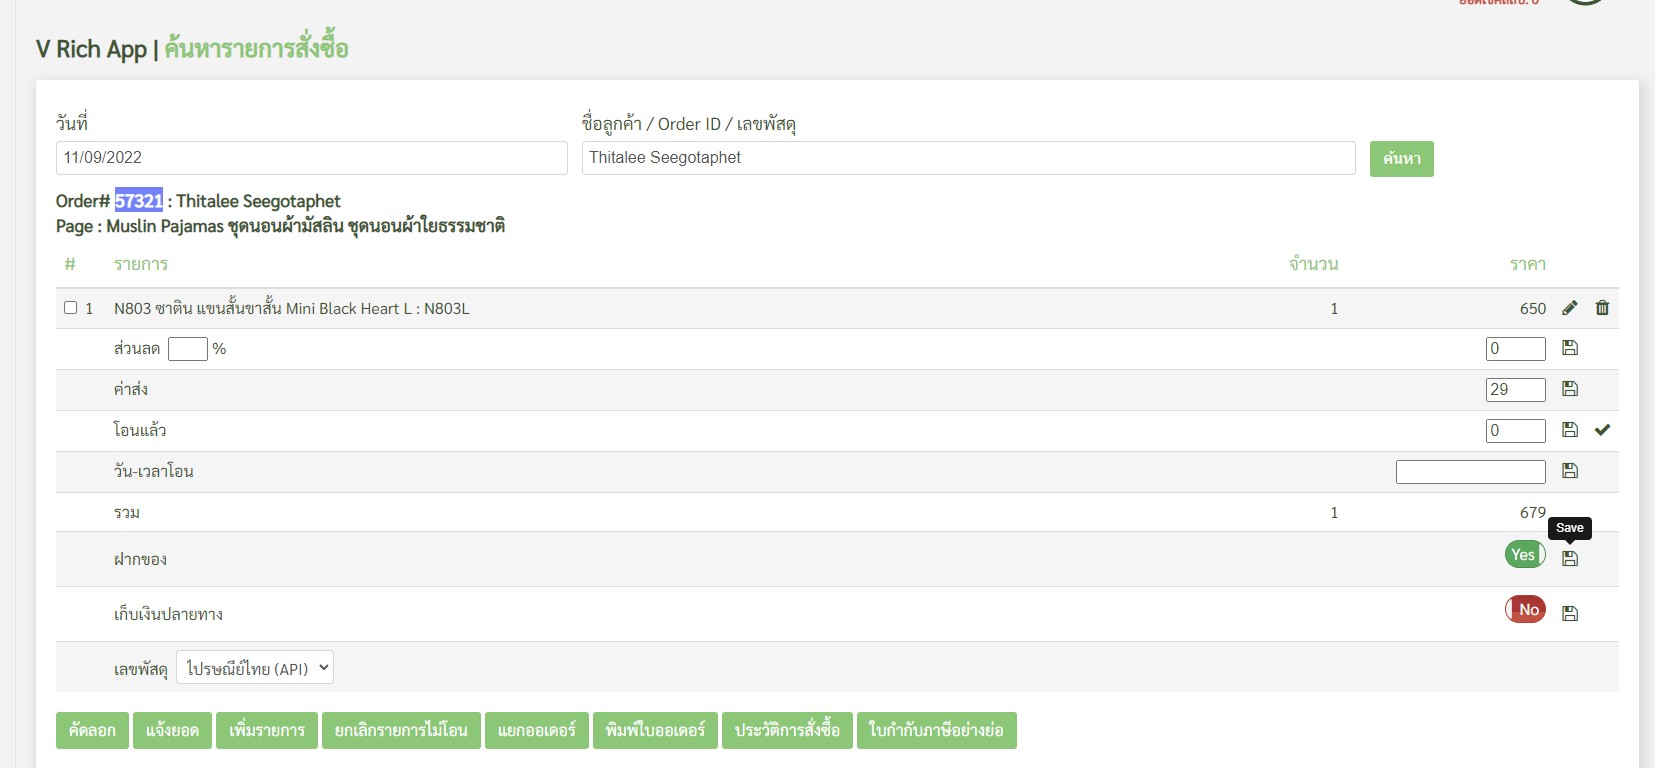 ยอดเช็คสลิป: 0
V Rich App | ค้นหารายการสั่งซื้อ
วันที่
ชื่อลูกค้า / Order ID / เลขพัสดุ
11/09/2022
Thitalee Seegotaphet
ค้นหา
Order# 57321 : Thitalee Seegotaphet
Page : Muslin Pajamas ชุดนอนผ้ามัสลิน ชุดนอนผ้าใยธรรมชาติ
# รายการ จำนวน ราคา
1 N803 ซาติน แขนสั้นขาสั้น Mini Black Heart L : N803L 1 650
ส่วนลด % 0
ค่าส่ง 29
โอนแล้ว 0
วัน-เวลาโอน
รวม 1 679
Save
ฝากของ Yes
เก็บเงินปลายทาง No
เลขพัสดุ ไปรษณีย์ไทย (API)
คัดลอก แจ้งยอด เพิ่มรายการ ยกเลิกรายการไม่โอน แยกออเดอร์ พิมพ์ใบออเดอร์ ประวัติการสั่งซื้อ ใบกำกับภาษีอย่างย่อ